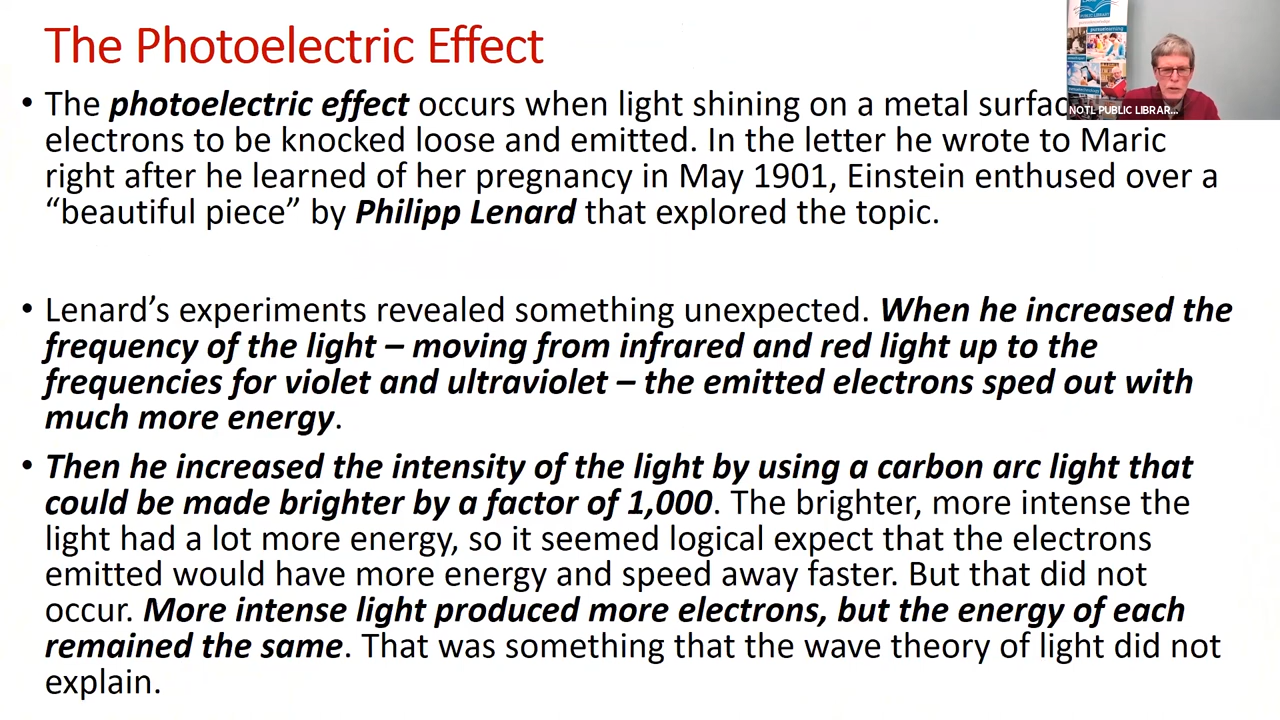 The Photoelectric Effect
• The photoelectric effect occurs when light shining on a metal surfac
electrons to be knocked loose and emitted. In the letter he wrote to Maric
right after he learned of her pregnancy in May 1901, Einstein enthused over a
“beautiful piece” by Philipp Lenard that explored the topic.
• Lenard’s experiments revealed something unexpected. When he increased the
frequency of the light – moving from infrared and red light up to the
frequencies for violet and ultraviolet – the emitted electrons sped out with
much more energy.
• Then he increased the intensity of the light by using a carbon arc light that
could be made brighter by a factor of 1,000. The brighter, more intense the
light had a lot more energy, so it seemed logical expect that the electrons
emitted would have more energy and speed away faster. But that did not
occur. More intense light produced more electrons, but the energy of each
remained the same. That was something that the wave theory of light did not
explain.
PUBLIC LIBRARY
NOTL PUBLIC LIBRAR...